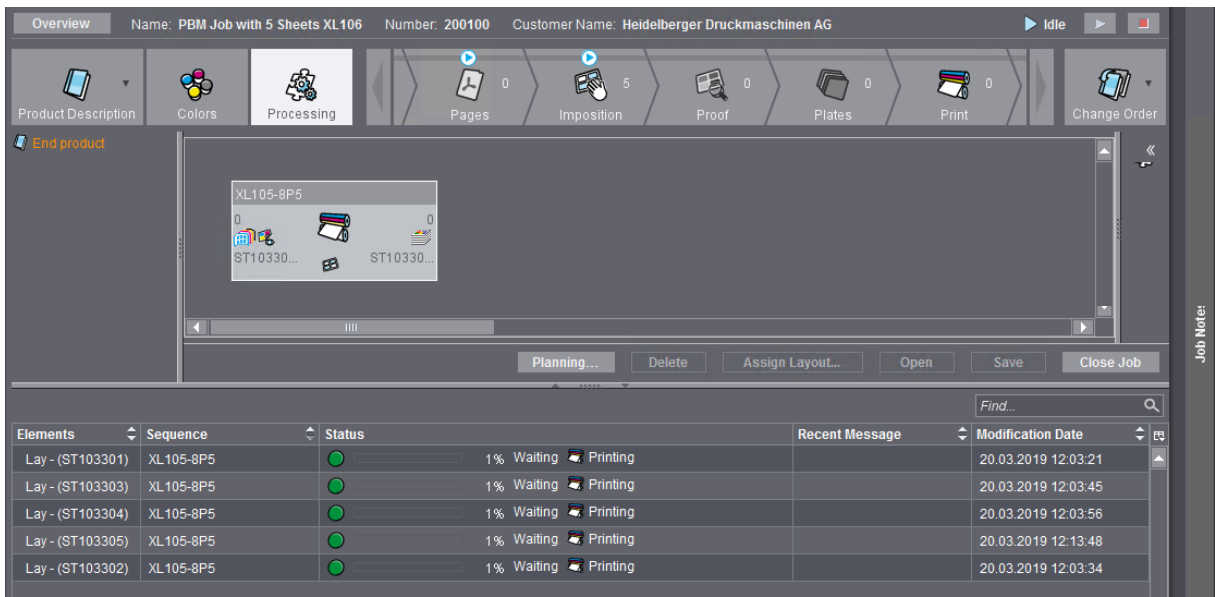 Overview Name: PBM Job with 5 Sheets XL106 Number: 200100 Customer Name: Heidelberger Druckmaschinen AG Idle
0 5 0 0 0
Product Description Colors Processing Pages Imposition Proof Plates Print Change Order
End product
XL105-8P5
0 0
ST10330... ST10330...
Planning... Delete Assign Layout... Open Save Close Job
Job Notes
Find...
Elements Sequence Status Recent Message Modification Date
Lay - (ST103301) XL105-8P5 1% Waiting Printing 20.03.2019 12:03:21
Lay - (ST103303) XL105-8P5 1% Waiting Printing 20.03.2019 12:03:45
Lay - (ST103304) XL105-8P5 1% Waiting Printing 20.03.2019 12:03:56
Lay - (ST103305) XL105-8P5 1% Waiting Printing 20.03.2019 12:13:48
Lay - (ST103302) XL105-8P5 1% Waiting Printing 20.03.2019 12:03:34